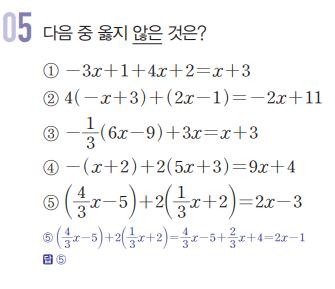 05 다음 중 옳지 않은 것은?
① −3x+1+4x+2=x+3
② 4(−x+3)+(2x−1)=−2x+11
③ −1/3(6x−9)+3x=x+3
④ −(x+2)+2(5x+3)=9x+4
⑤ (4/3x−5)+2(1/3x+2)=2x−3
⑤ (4/3x−5)+2(1/3x+2)=4/3x−5+2/3x+4=2x−1
답 ⑤